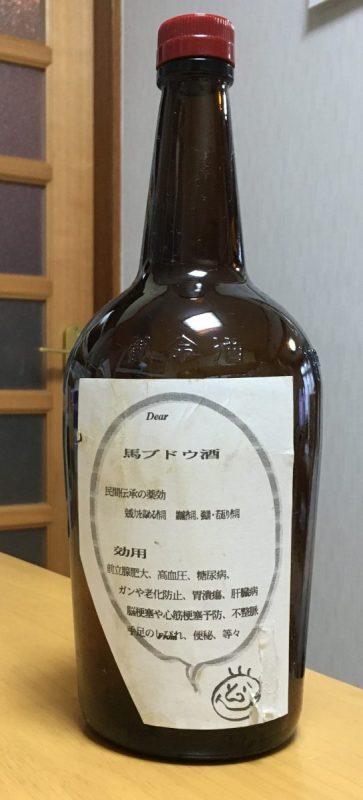 養命酒
Dear
馬ブドウ酒
民間伝承の薬効
効用
前立腺肥大、高血圧、糖尿病、
ガンや老化防止、胃潰瘍、肝臓病
脳梗塞や心筋梗塞予防、不整脈
手足のしびれ、便秘、等々